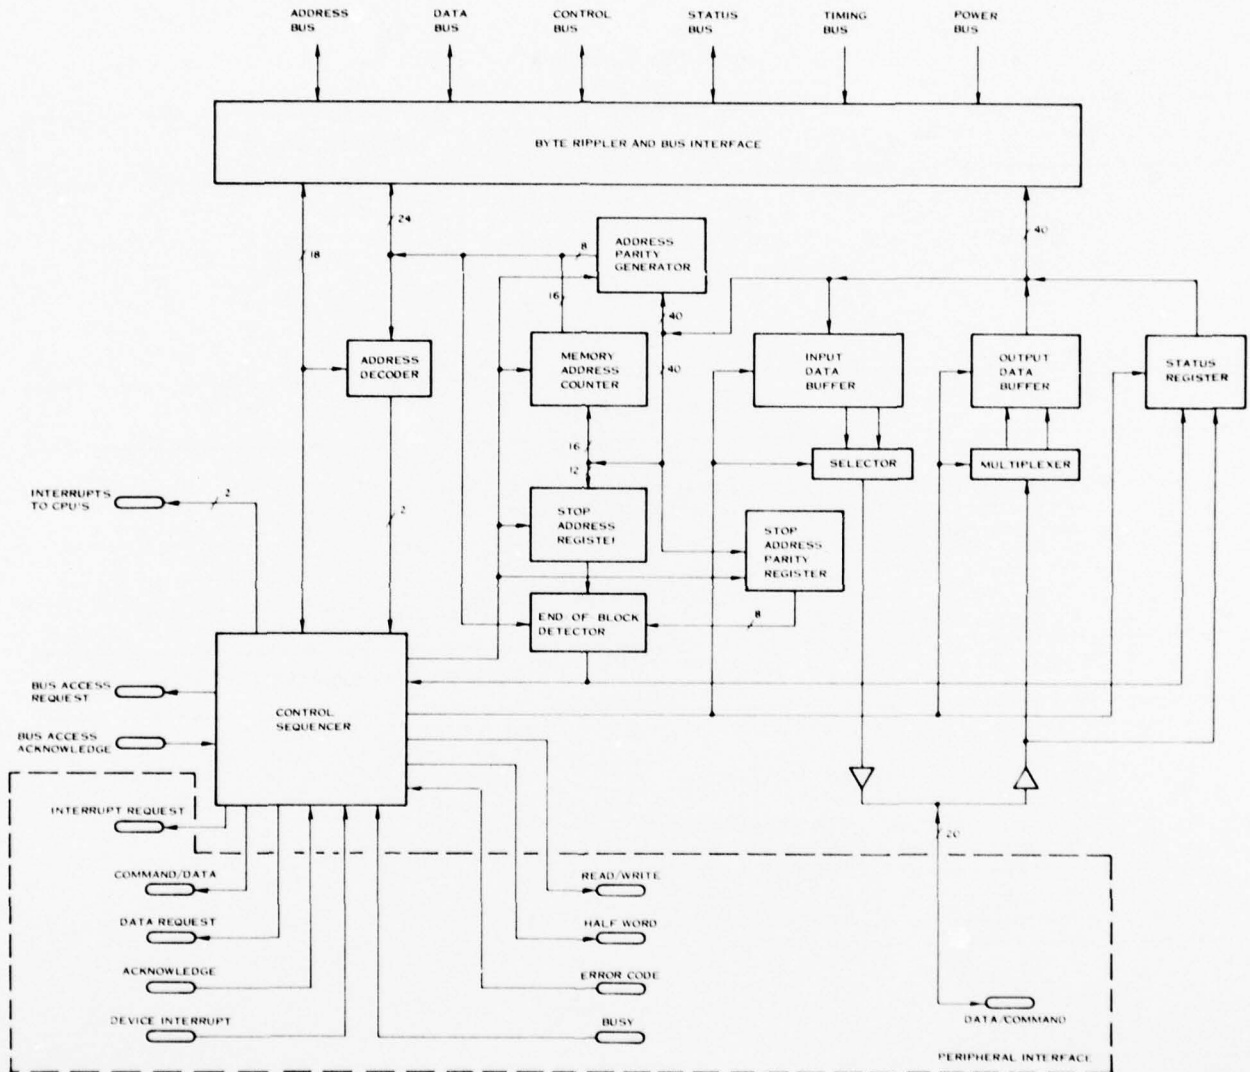 ADDRESS
BUS
DATA
BUS
CONTROL
BUS
STATUS
BUS
TIMING
BUS
POWER
BUS
BYTE RIPPLER AND BUS INTERFACE
24
18
8
ADDRESS
PARITY
GENERATOR
40
16
40
40
ADDRESS
DECODER
MEMORY
ADDRESS
COUNTER
INPUT
DATA
BUFFER
OUTPUT
DATA
BUFFER
STATUS
REGISTER
16
12
SELECTOR
MULTIPLEXER
INTERRUPTS
TO CPU'S
2
2
STOP
ADDRESS
REGISTER
STOP
ADDRESS
PARITY
REGISTER
END OF BLOCK
DETECTOR
8
BUS ACCESS
REQUEST
CONTROL
SEQUENCER
BUS ACCESS
ACKNOWLEDGE
INTERRUPT REQUEST
20
COMMAND/DATA
READ/WRITE
DATA REQUEST
HALF WORD
ACKNOWLEDGE
ERROR CODE
DEVICE INTERRUPT
BUSY
DATA/COMMAND
PERIPHERAL INTERFACE